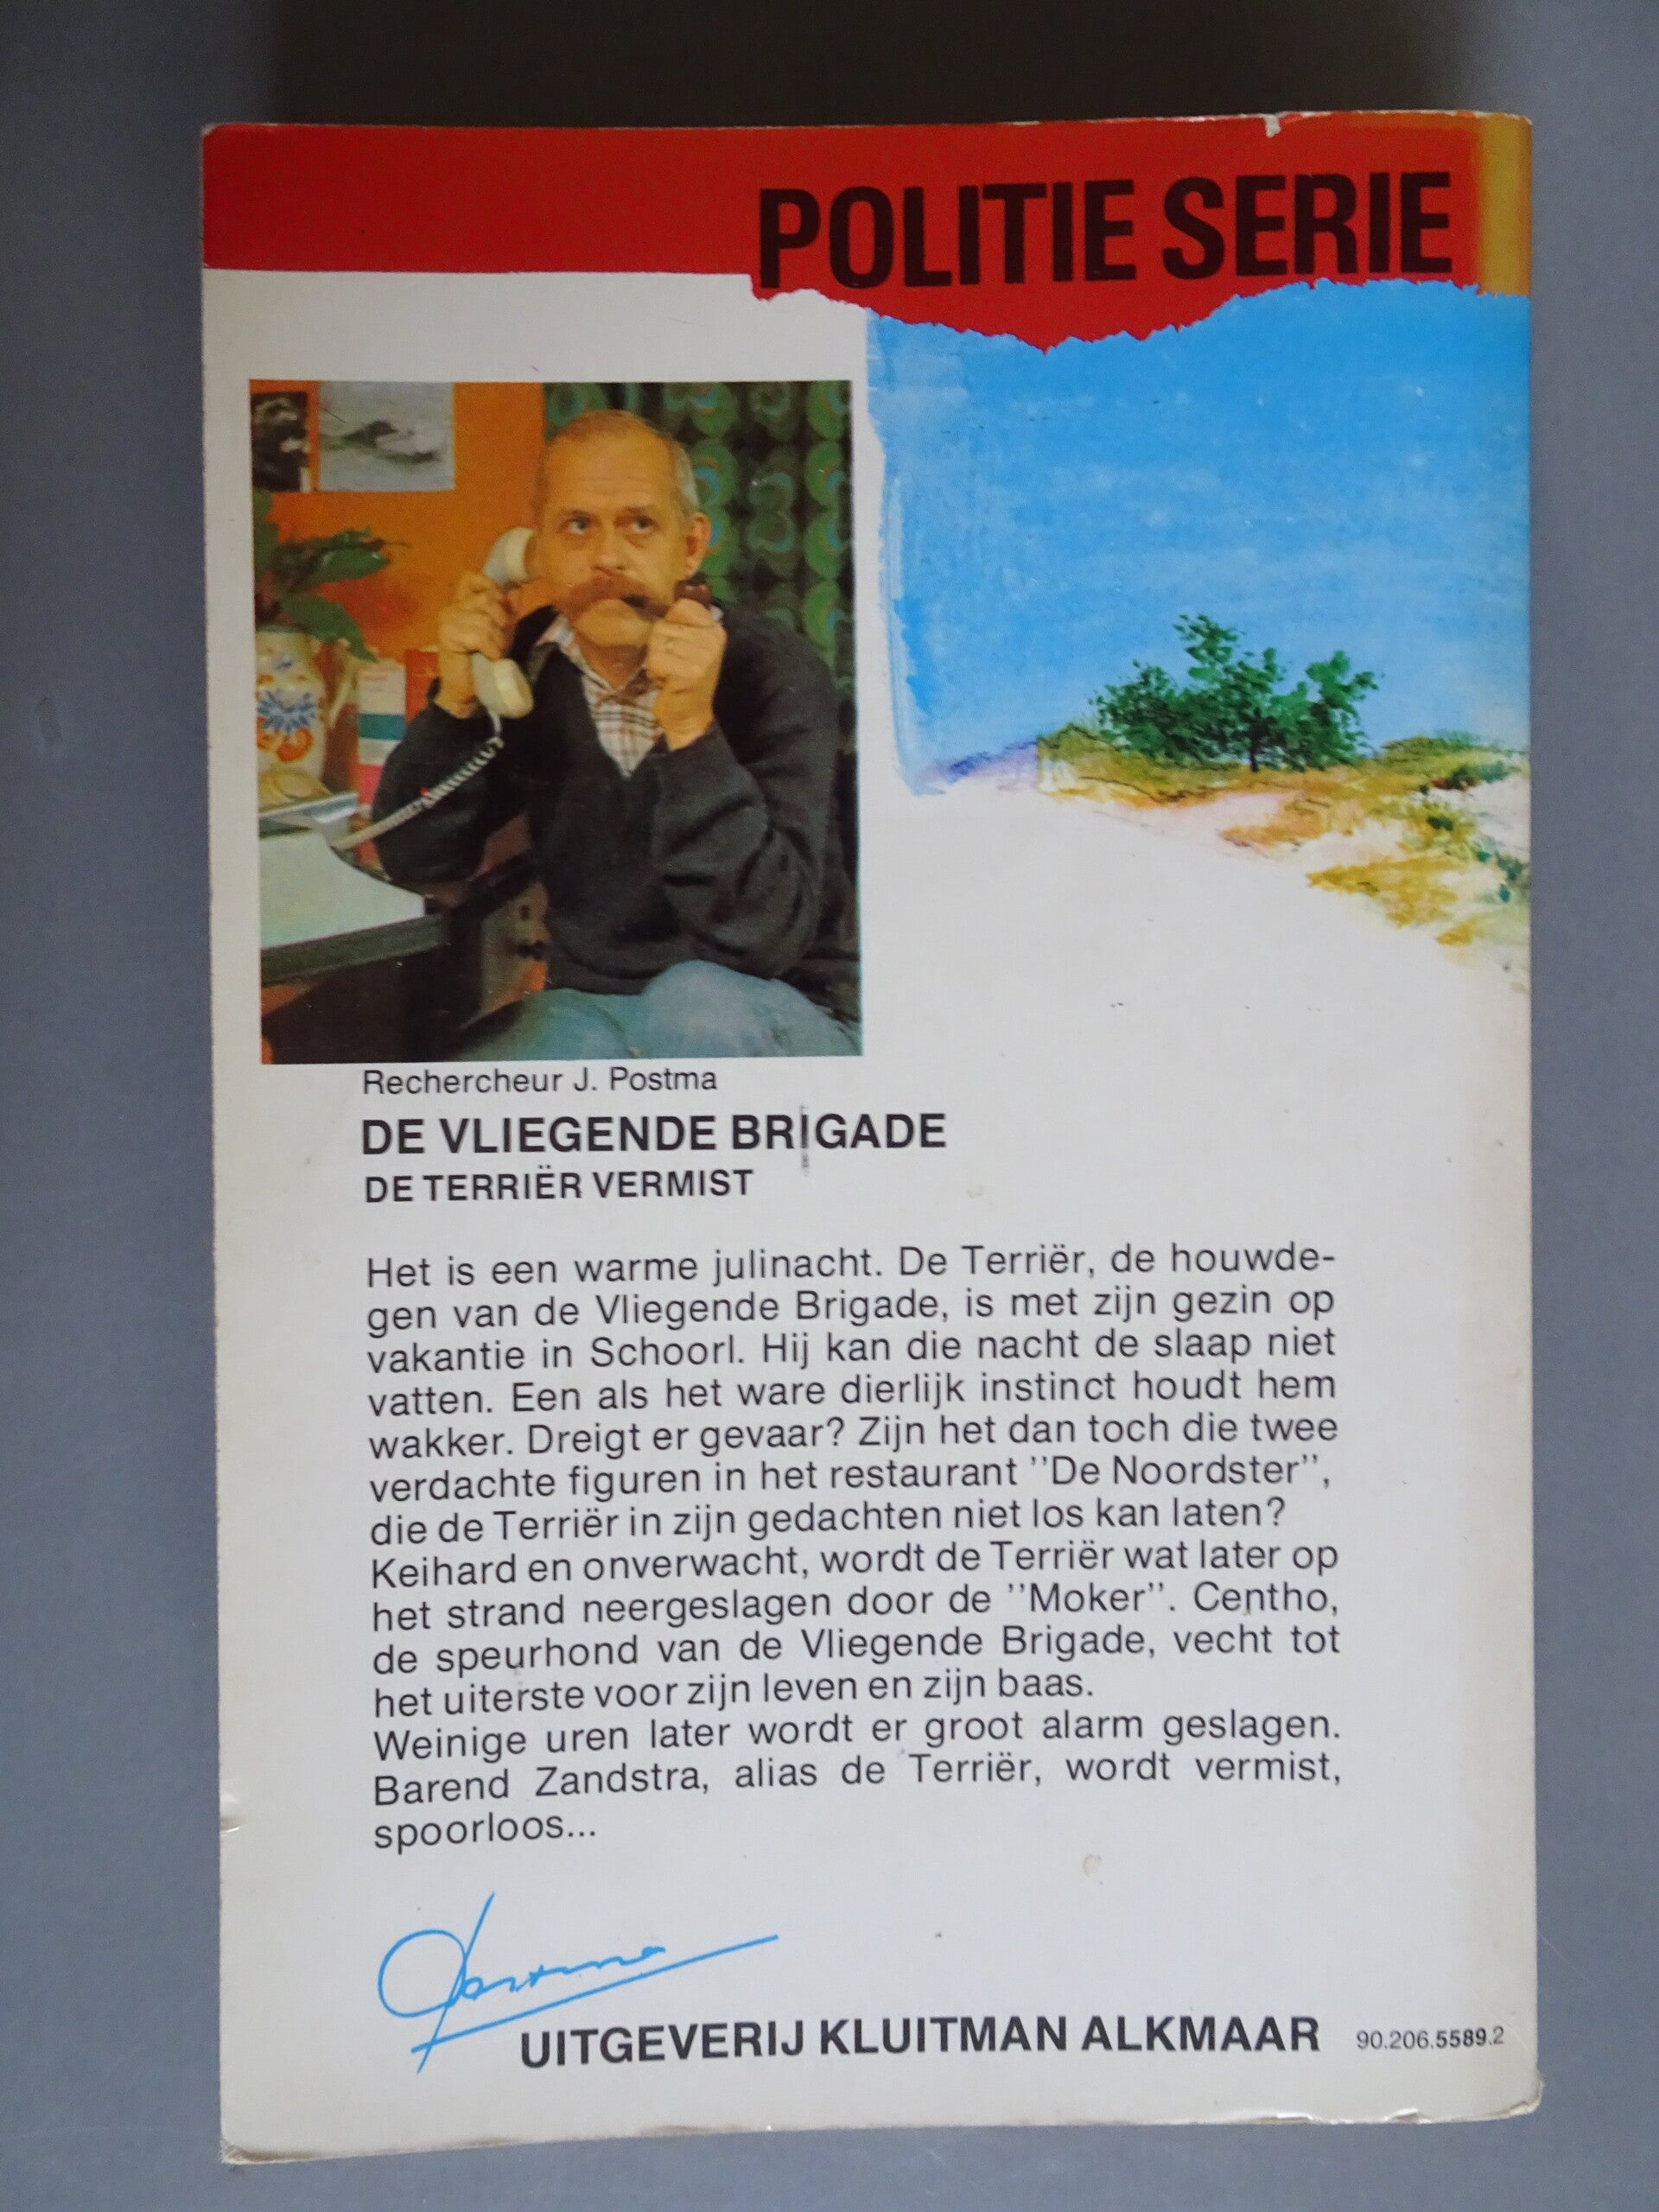 POLITIE SERIE
Rechercheur J. Postma
DE VLIEGENDE BRIGADE
DE TERRIËR VERMIST
Het is een warme julinacht. De Terriër, de houwde-
gen van de Vliegende Brigade, is met zijn gezin op
vakantie in Schoorl. Hij kan die nacht de slaap niet
vatten. Een als het ware dierlijk instinct houdt hem
wakker. Dreigt er gevaar? Zijn het dan toch die twee
verdachte figuren in het restaurant ''De Noordster'',
die de Terriër in zijn gedachten niet los kan laten?
Keihard en onverwacht, wordt de Terriër wat later op
het strand neergeslagen door de ''Moker''. Centho,
de speurhond van de Vliegende Brigade, vecht tot
het uiterste voor zijn leven en zijn baas.
Weinige uren later wordt er groot alarm geslagen.
Barend Zandstra, alias de Terriër, wordt vermist,
spoorloos...
Postma
UITGEVERIJ KLUITMAN ALKMAAR 90.206.5589.2